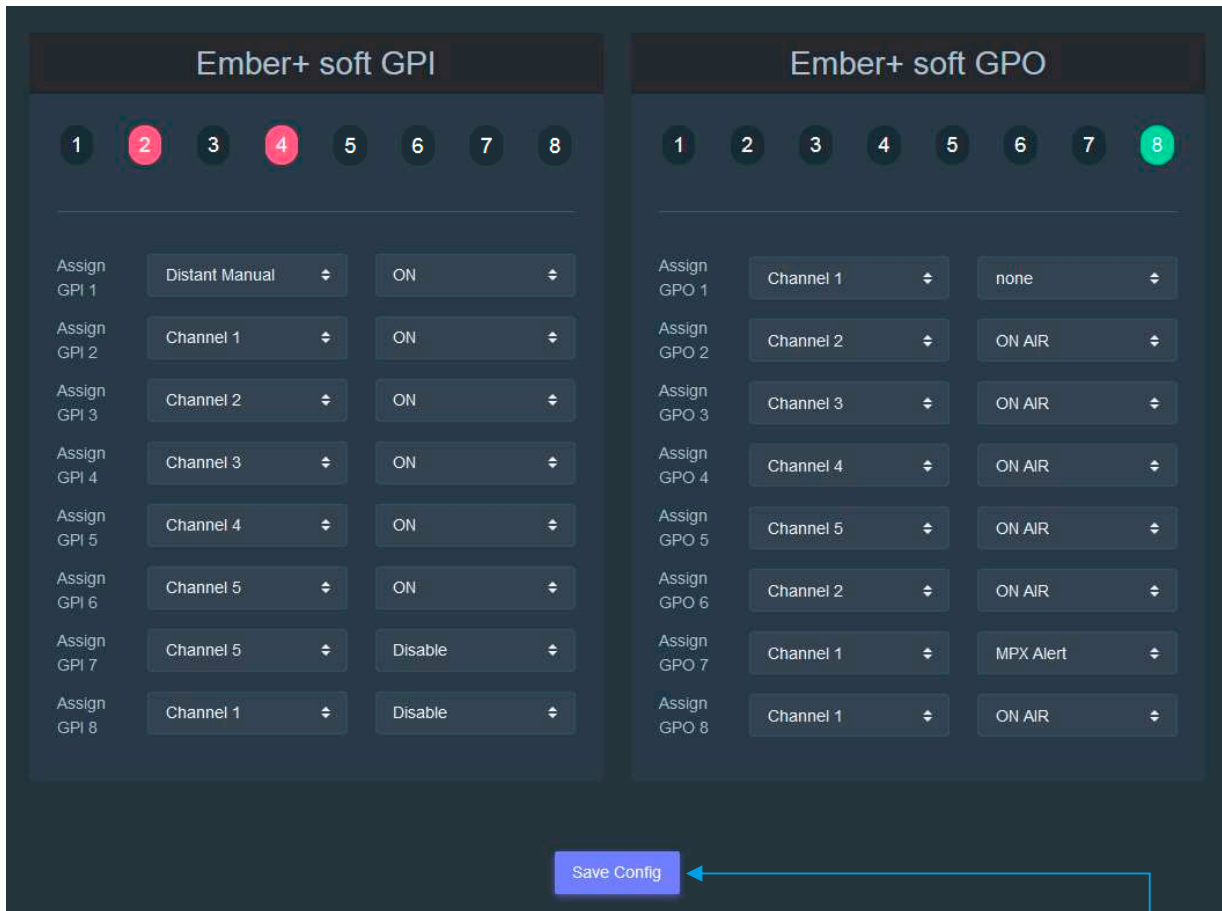 Ember+ soft GPI
1 2 3 4 5 6 7 8
Assign GPI 1 Distant Manual ON
Assign GPI 2 Channel 1 ON
Assign GPI 3 Channel 2 ON
Assign GPI 4 Channel 3 ON
Assign GPI 5 Channel 4 ON
Assign GPI 6 Channel 5 ON
Assign GPI 7 Channel 5 Disable
Assign GPI 8 Channel 1 Disable
Ember+ soft GPO
1 2 3 4 5 6 7 8
Assign GPO 1 Channel 1 none
Assign GPO 2 Channel 2 ON AIR
Assign GPO 3 Channel 3 ON AIR
Assign GPO 4 Channel 4 ON AIR
Assign GPO 5 Channel 5 ON AIR
Assign GPO 6 Channel 2 ON AIR
Assign GPO 7 Channel 1 MPX Alert
Assign GPO 8 Channel 1 ON AIR
Save Config